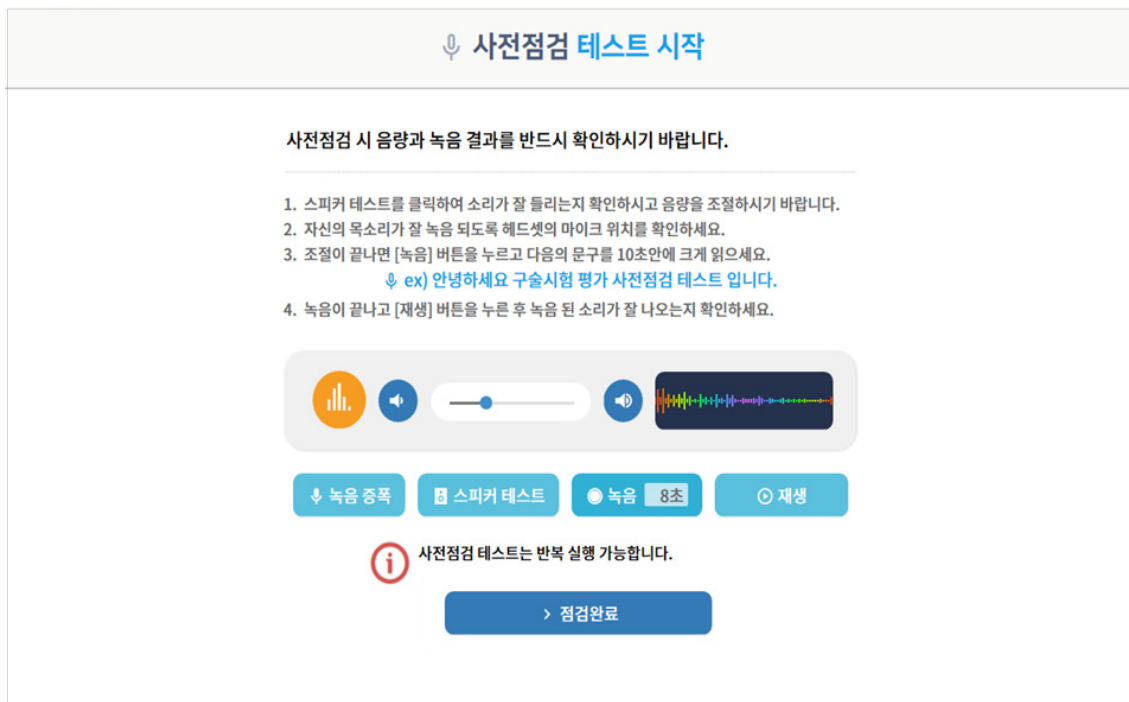 사전점검 테스트 시작
사전점검 시 음량과 녹음 결과를 반드시 확인하시기 바랍니다.
1. 스피커 테스트를 클릭하여 소리가 잘 들리는지 확인하시고 음량을 조절하시기 바랍니다.
2. 자신의 목소리가 잘 녹음 되도록 헤드셋의 마이크 위치를 확인하세요.
3. 조절이 끝나면 [녹음] 버튼을 누르고 다음의 문구를 10초안에 크게 읽으세요.
ex) 안녕하세요 구술시험 평가 사전점검 테스트 입니다.
4. 녹음이 끝나고 [재생] 버튼을 누른 후 녹음 된 소리가 잘 나오는지 확인하세요.
녹음 증폭 스피커 테스트 녹음 8초 재생
사전점검 테스트는 반복 실행 가능합니다.
> 점검완료